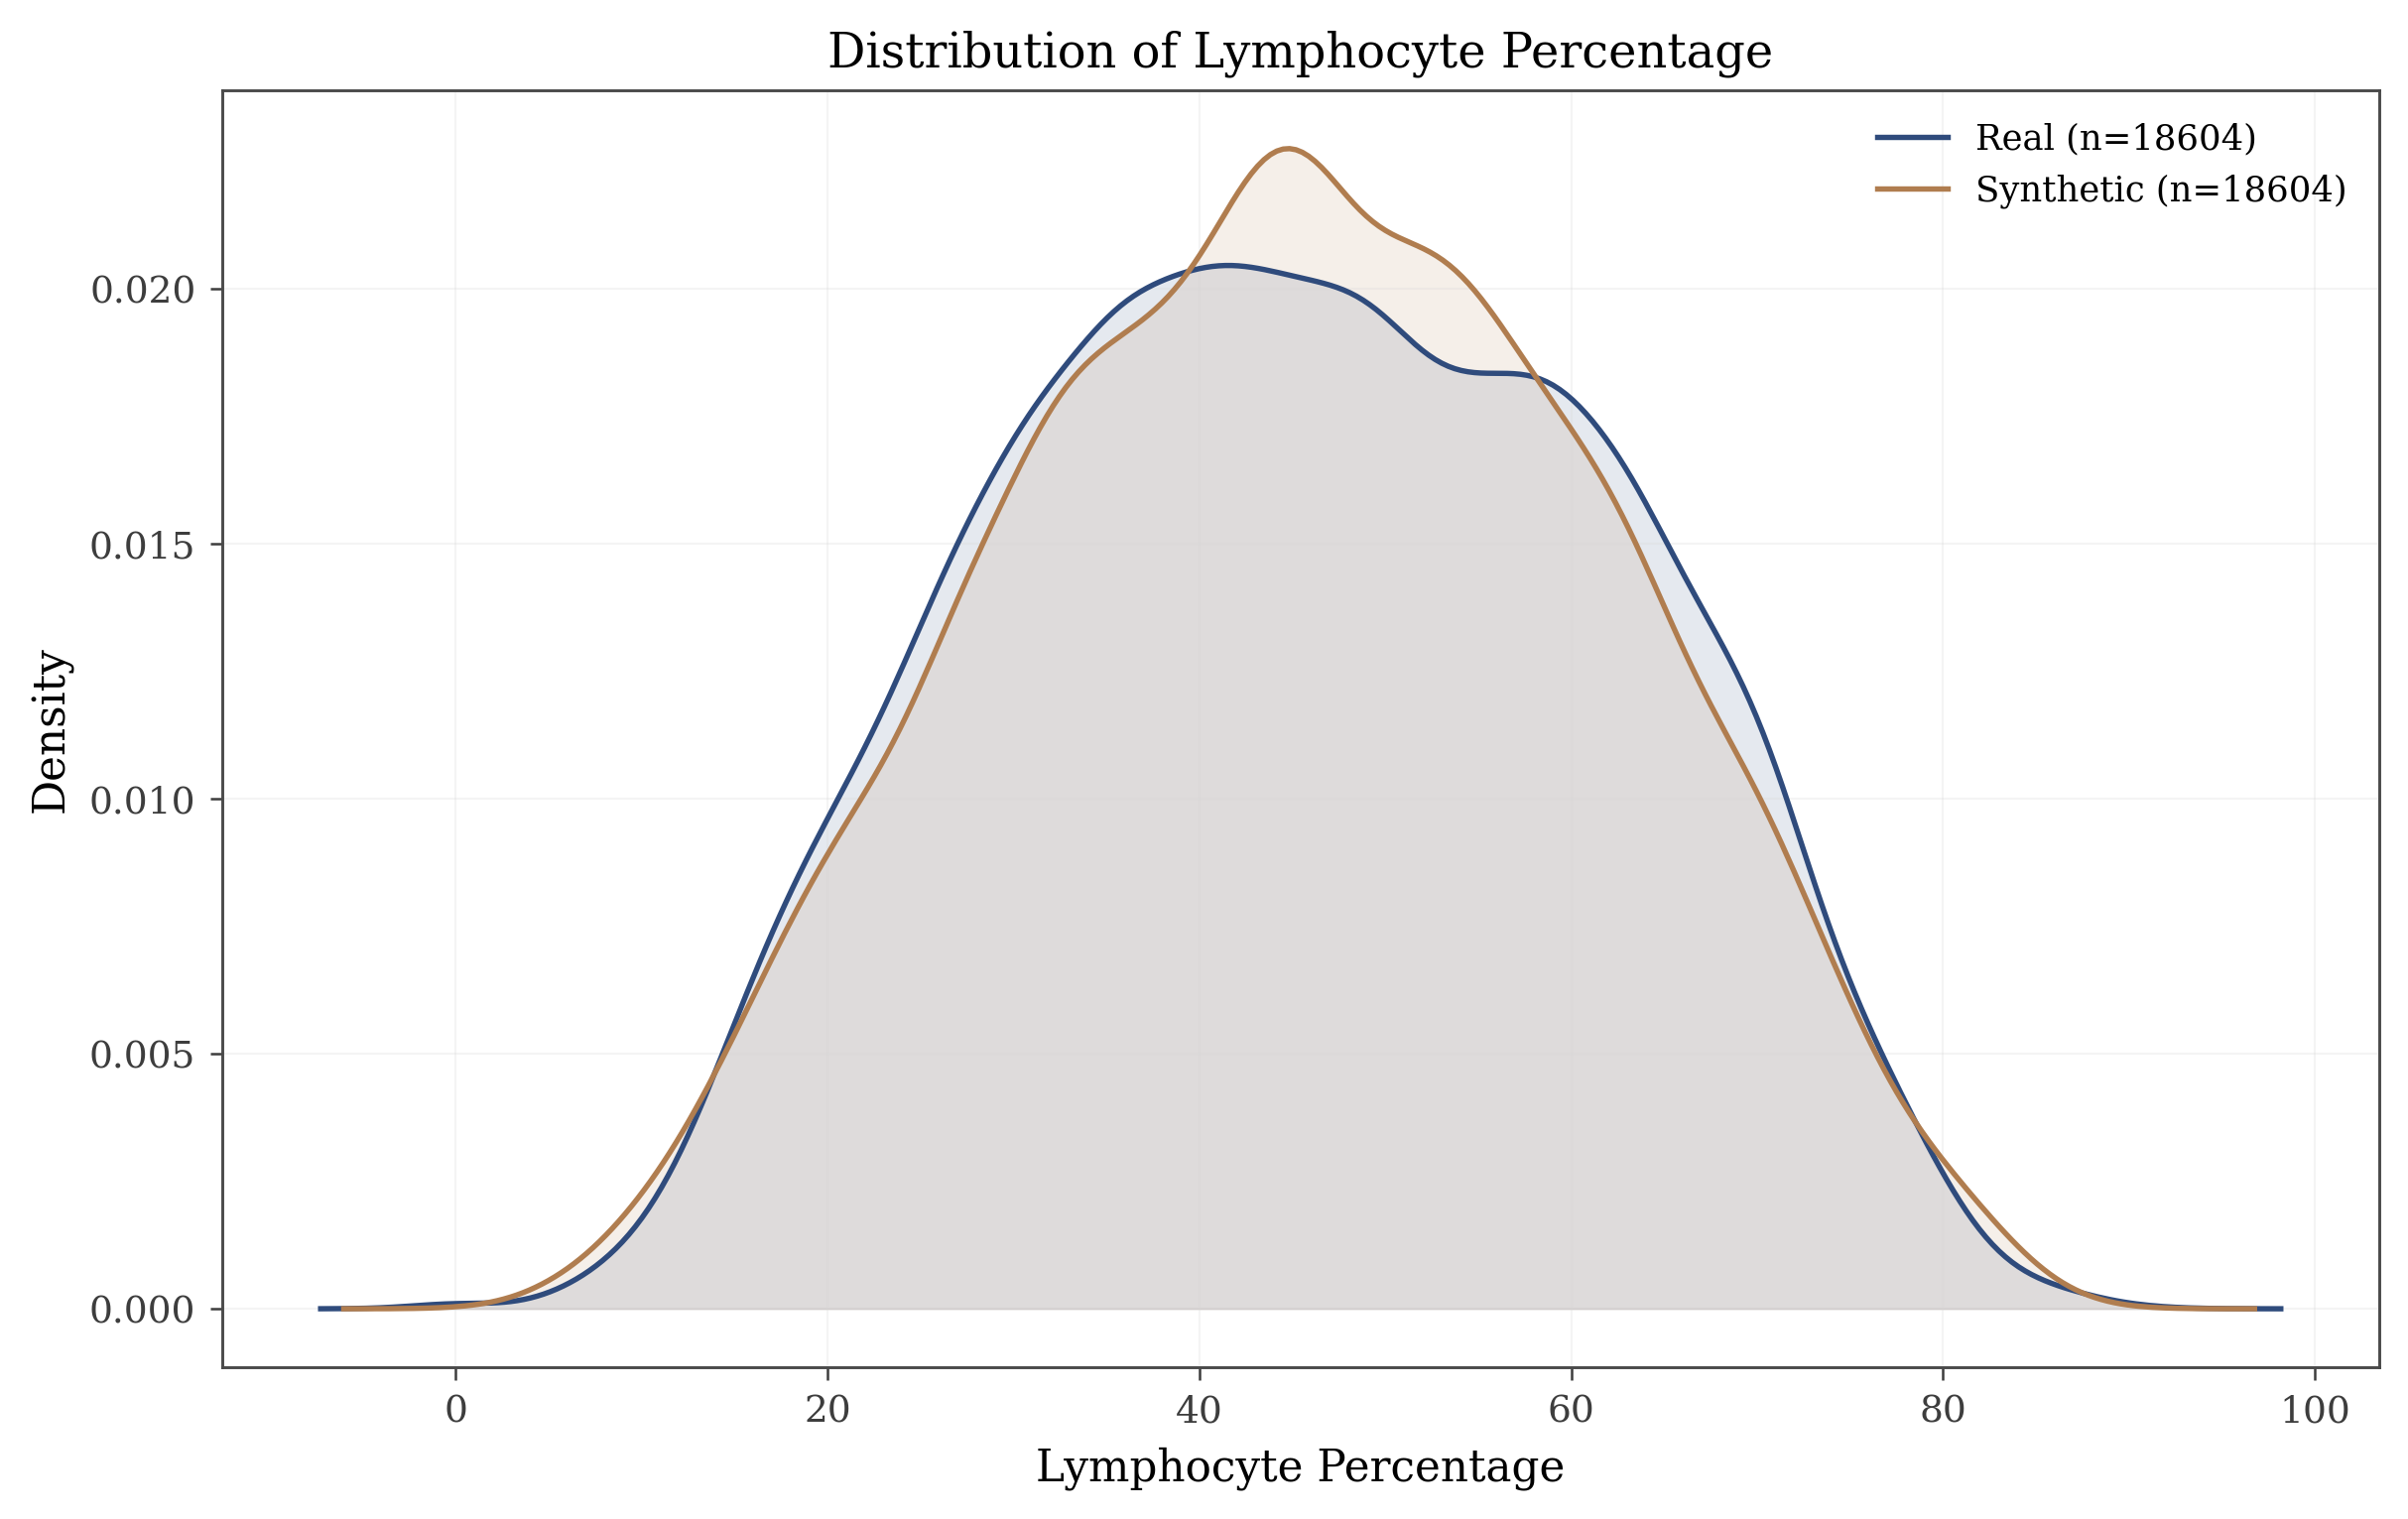 Distribution of Lymphocyte Percentage
Real (n=18604)
Synthetic (n=18604)
Density
0.020
0.015
0.010
0.005
0.000
0 20 40 60 80 100
Lymphocyte Percentage